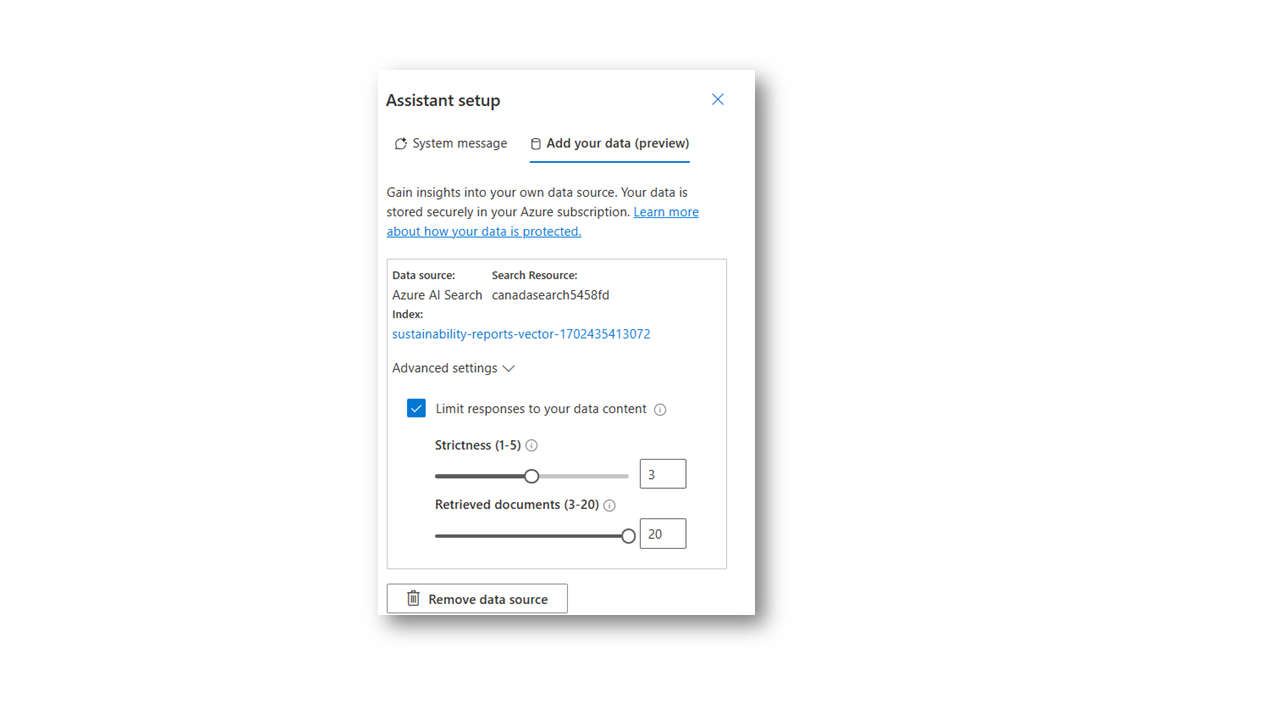 Assistant setup
System message Add your data (preview)
Gain insights into your own data source. Your data is
stored securely in your Azure subscription. Learn more
about how your data is protected.
Data source: Search Resource:
Azure AI Search canadasearch5458fd
Index:
sustainability-reports-vector-1702435413072
Advanced settings
Limit responses to your data content
Strictness (1-5)
3
Retrieved documents (3-20)
20
Remove data source